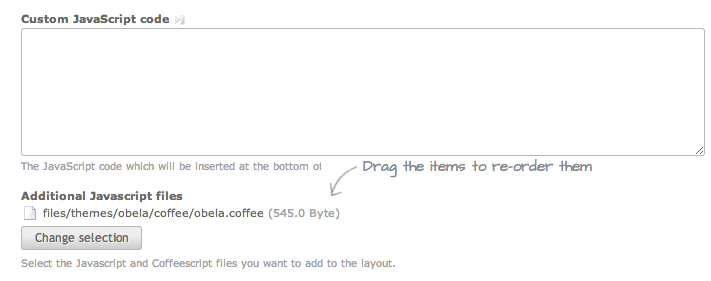 Custom JavaScript code
The JavaScript code which will be inserted at the bottom of
Drag the items to re-order them
Additional Javascript files
files/themes/obela/coffee/obela.coffee (545.0 Byte)
Change selection
Select the Javascript and Coffeescript files you want to add to the layout.